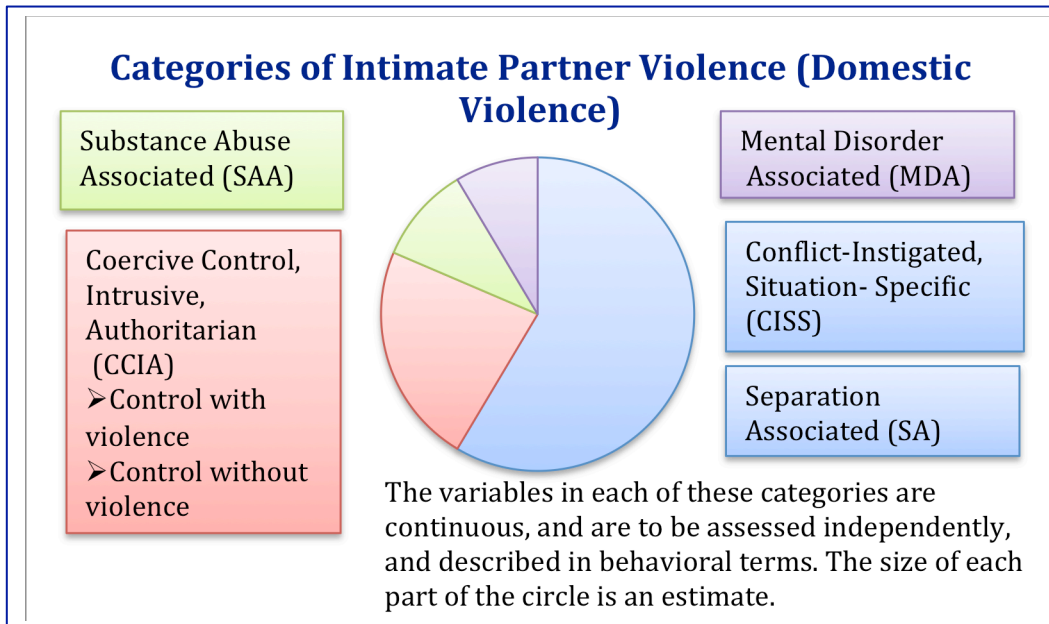 Categories of Intimate Partner Violence (Domestic
Violence)
Substance Abuse
Associated (SAA)
Coercive Control,
Intrusive,
Authoritarian
(CCIA)
➢Control with
violence
➢Control without
violence
Mental Disorder
Associated (MDA)
Conflict-Instigated,
Situation- Specific
(CISS)
Separation
Associated (SA)
The variables in each of these categories are
continuous, and are to be assessed independently,
and described in behavioral terms. The size of each
part of the circle is an estimate.